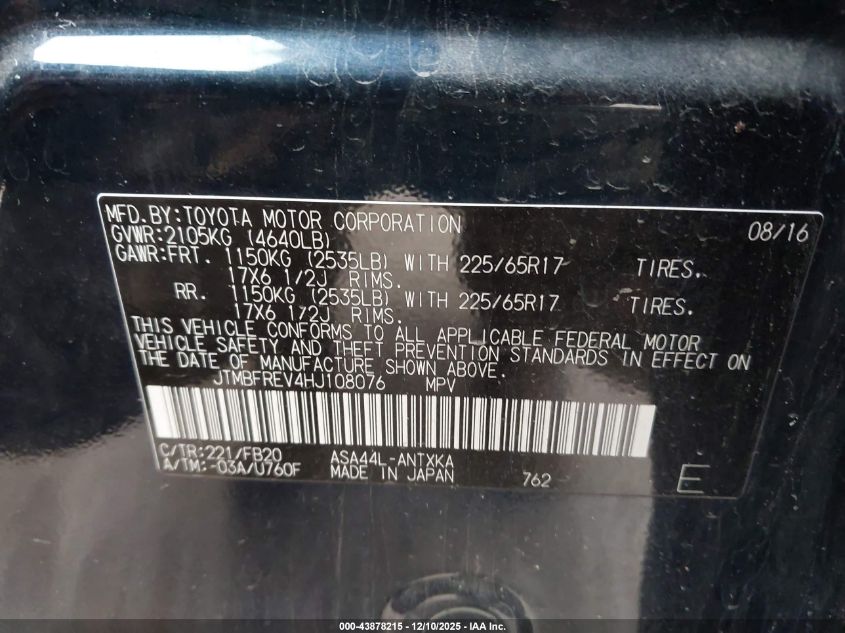 MFD.BY:TOYOTA MOTOR CORPORATION 08/16
GVWR:2105KG (4640LB)
GAWR:FRT. 1150KG (2535LB) WITH 225/65R17 TIRES.
17X6 1/2J RIMS.
RR. 1150KG (2535LB) WITH 225/65R17 TIRES.
17X6 1/2J RIMS.
THIS VEHICLE CONFORMS TO ALL APPLICABLE FEDERAL MOTOR
VEHICLE SAFETY AND THEFT PREVENTION STANDARDS IN EFFECT ON
THE DATE OF MANUFACTURE SHOWN ABOVE.
JTMBFREV4HJ108076 MPV
C/TR:221/FB20 ASA44L-ANTXKA
A/TM:-03A/U760F MADE IN JAPAN 762 E
000-43878215 - 12/10/2025 - IAA Inc.